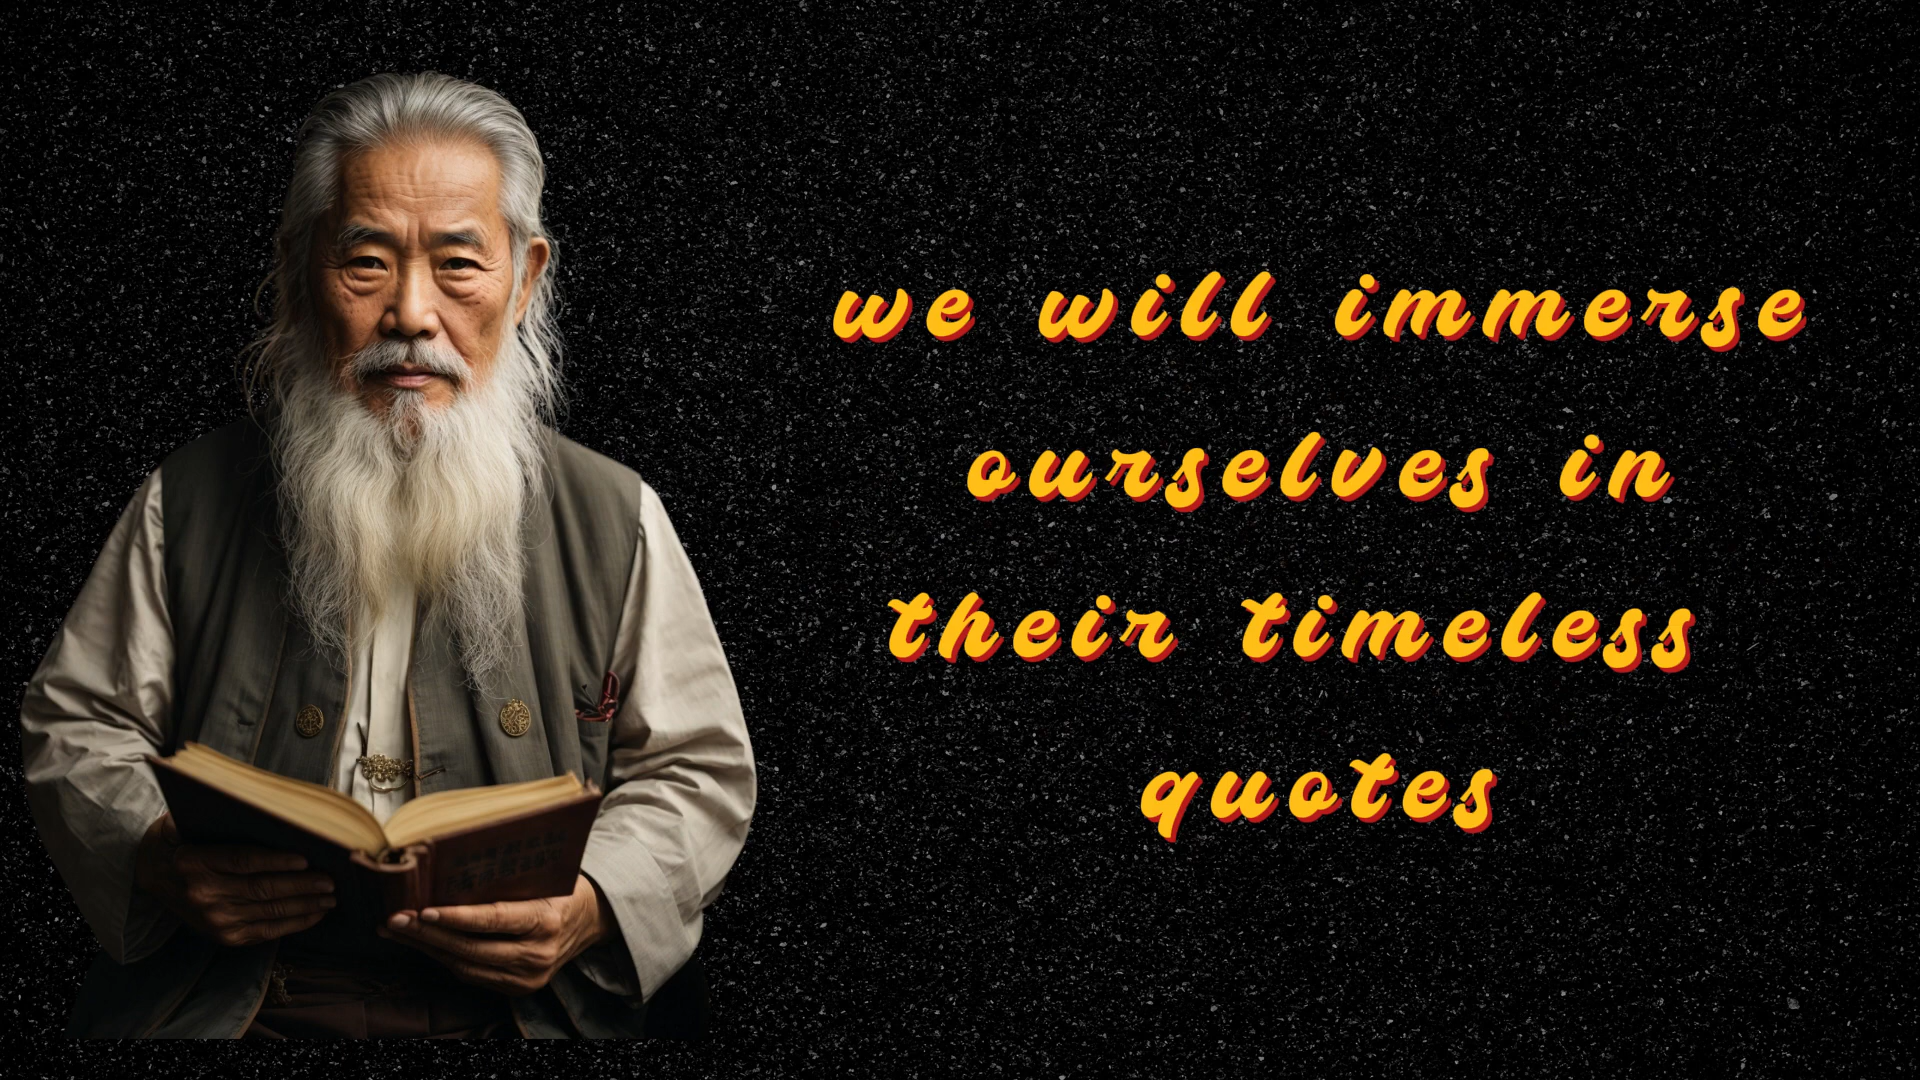 we will immerse
ourselves in
their timeless
quotes